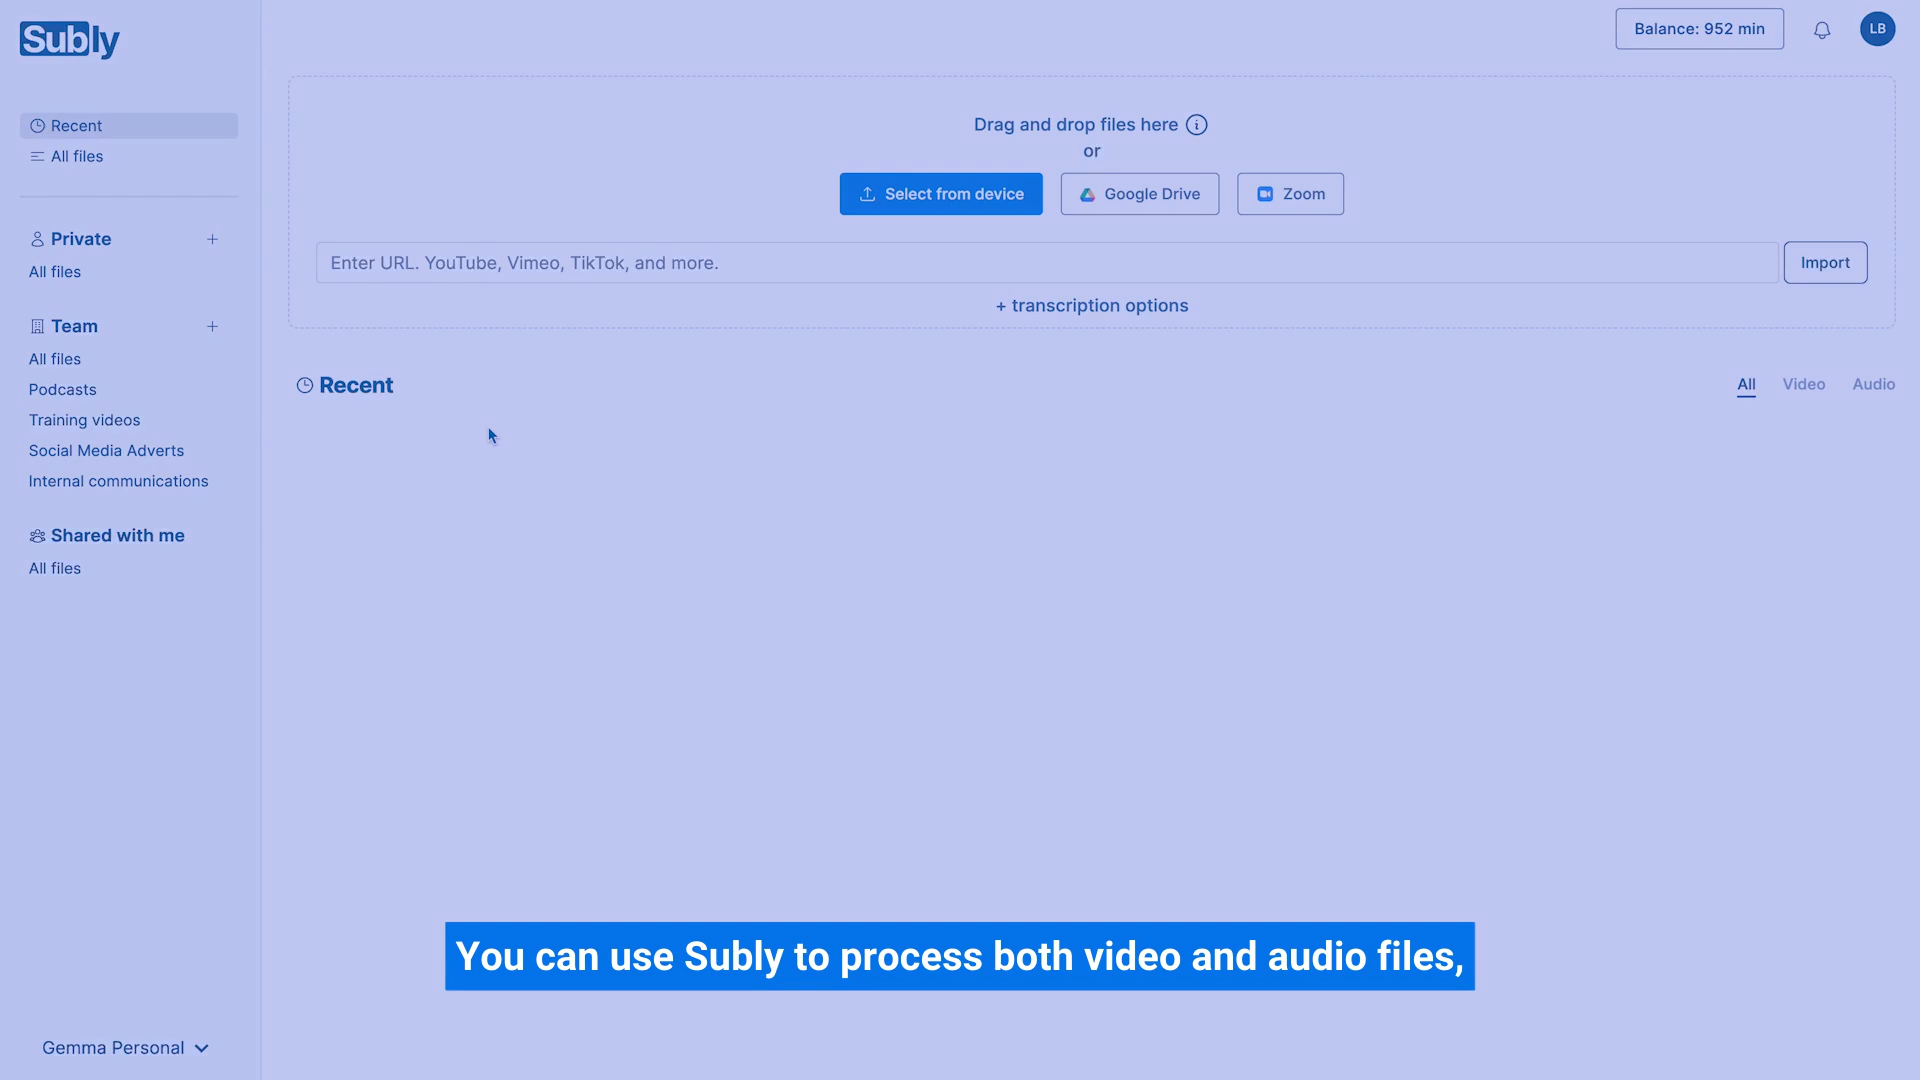 Subly
Balance: 952 min
LB
Recent
All files
Private
All files
Team
All files
Podcasts
Training videos
Social Media Adverts
Internal communications
Shared with me
All files
Gemma Personal
Drag and drop files here
or
Select from device
Google Drive
Zoom
Enter URL. YouTube, Vimeo, TikTok, and more.
Import
+ transcription options
Recent
All Video Audio
You can use Subly to process both video and audio files,